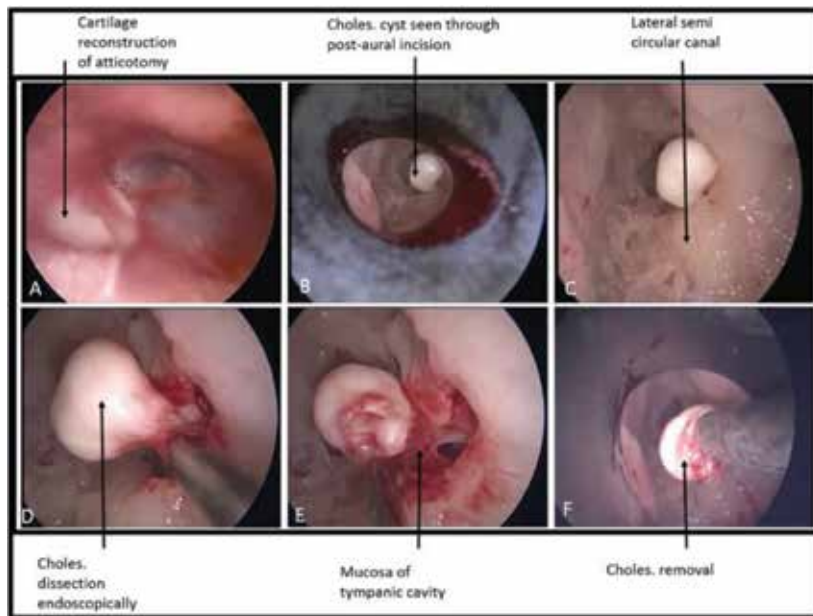 Cartilage
reconstruction
of atticotomy
Choles. cyst seen through
post-aural incision
Lateral semi
circular canal
A
B
C
D
E
F
Choles.
dissection
endoscopically
Mucosa of
tympanic cavity
Choles. removal